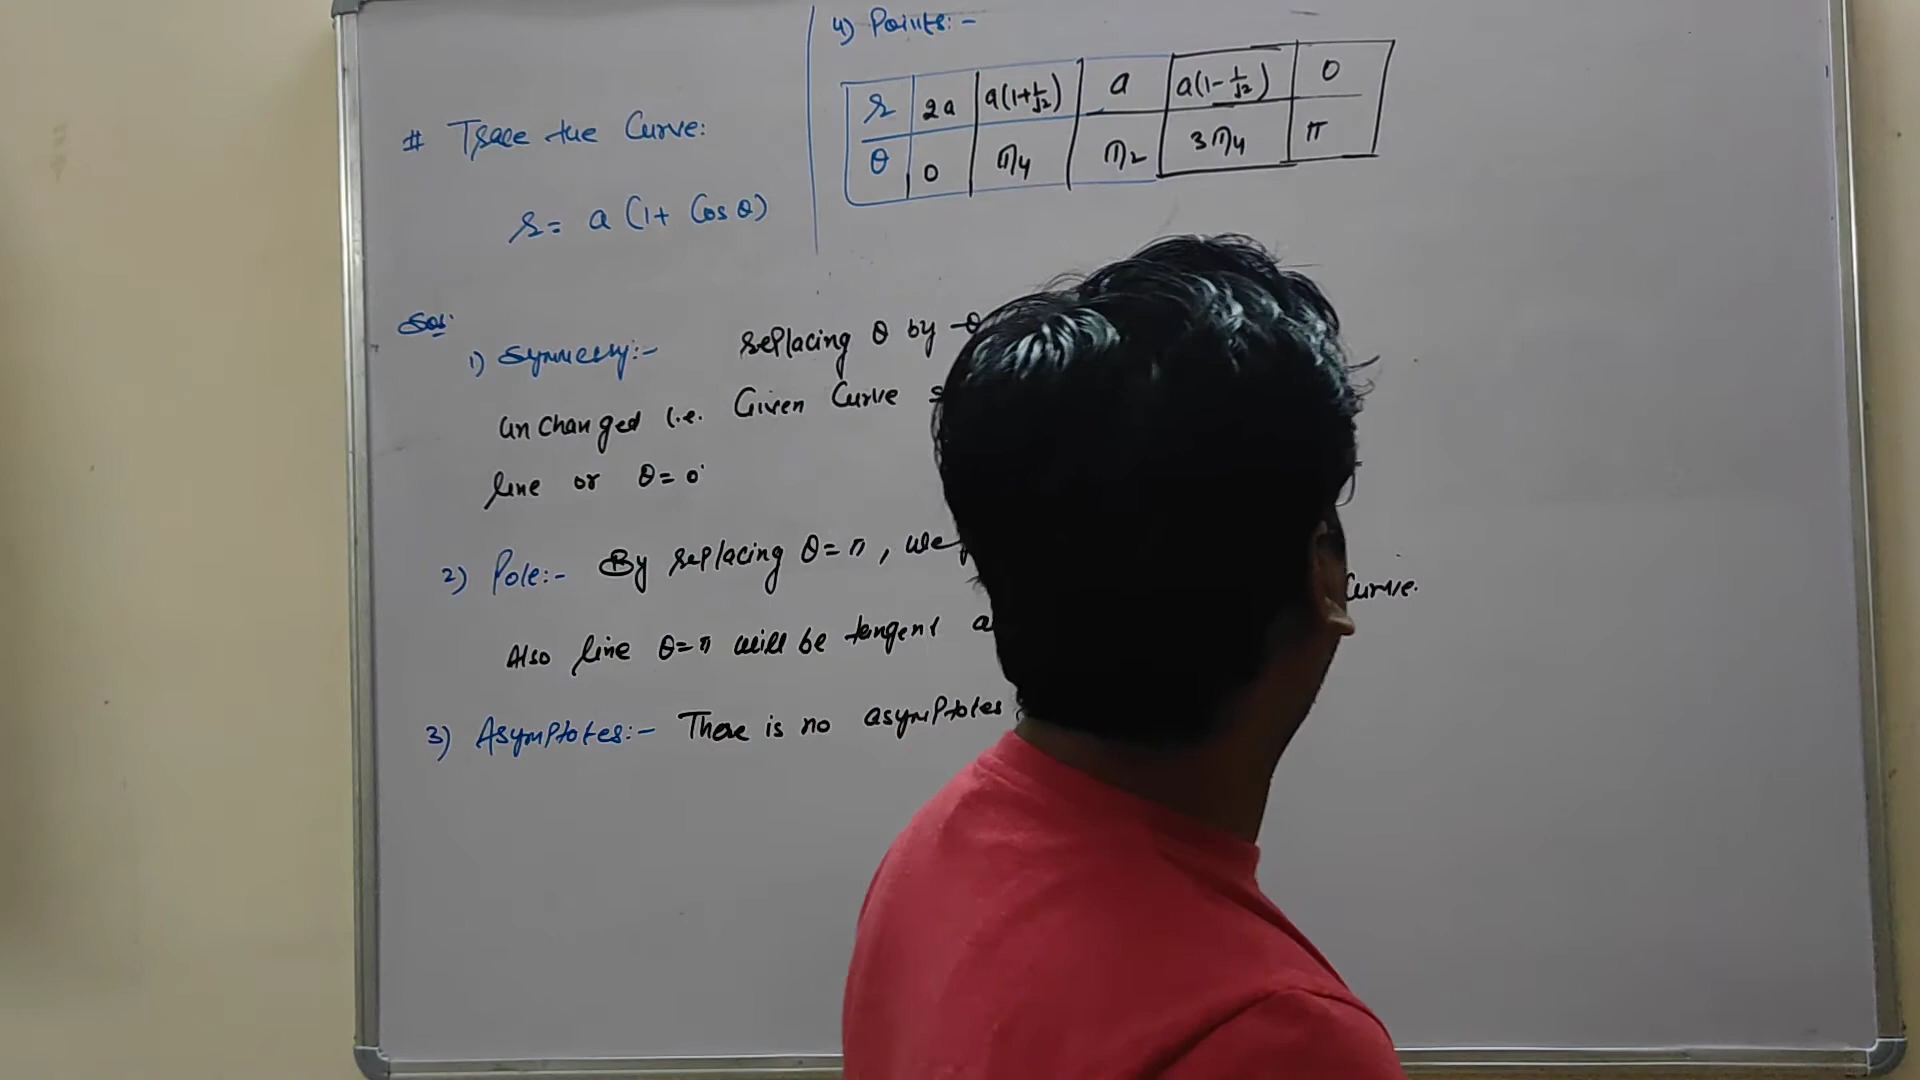 # Trace the Curve:
r = a (1 + Cos θ)
4) Points:-
r 2a a(1+1/√2) a a(1-1/√2) 0
θ 0 π/4 π/2 3π/4 π
Sol:
1) Symmetry:- replacing θ by -θ
unchanged i.e. Given Curve
line or θ = 0
2) Pole:- By replacing θ = π, we
Curve.
Also line θ = π will be tangent
3) Asymptotes:- There is no asymptotes